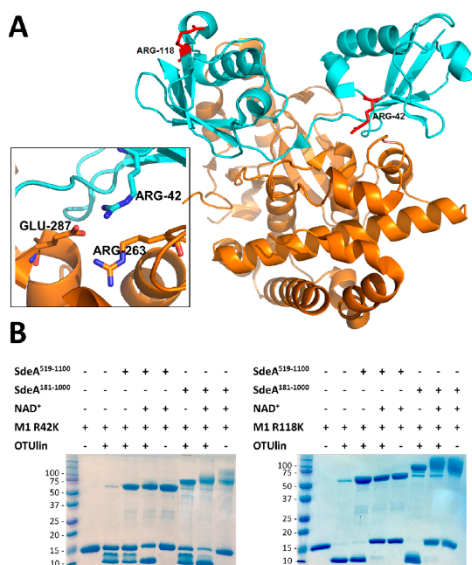 A
ARG-118
ARG-42
ARG-42
GLU-287
ARG-263
B
SdeA519-1100 - - + + + - - -
SdeA181-1000 - - - - - + + +
NAD+ - - - + + - + +
M1 R42K + + + + + + + +
OTUlin - + + + - + + -
100
75
50
37
25
20
15
10
SdeA519-1100 - - + + + - - -
SdeA181-1000 - - - - - + + +
NAD+ - - - + + - + +
M1 R118K + + + + + + + +
OTUlin - + + + - + + -
100
75
50
37
25
20
15
10